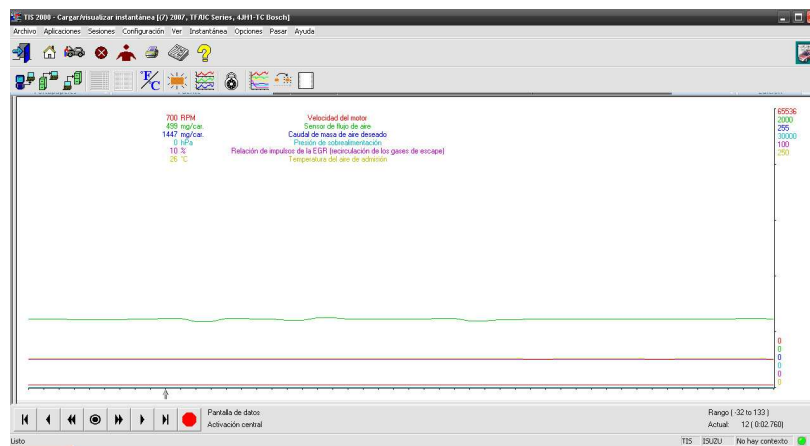 TIS 2000 - Cargar/visualizar instantánea [(7) 2007, TF/UC Series, 4JH1-TC Bosch]
Archivo Aplicaciones Sesiones Configuración Ver Instantánea Opciones Pasar Ayuda
°F/C
700 RPM Velocidad del motor 65536
499 mg/car. Sensor de flujo de aire 2000
1447 mg/car. Caudal de masa de aire deseado 255
0 hPa Presión de sobrealimentación 30000
10 % Relación de impulsos de la EGR (recirculación de los gases de escape) 100
25 °C Temperatura del aire de admisión 250
0
0
0
0
0
0
Pantalla de datos Rango ( -32 to 133 )
Activación central Actual: 12 ( 0:02.760)
Listo TIS ISUZU No hay contexto